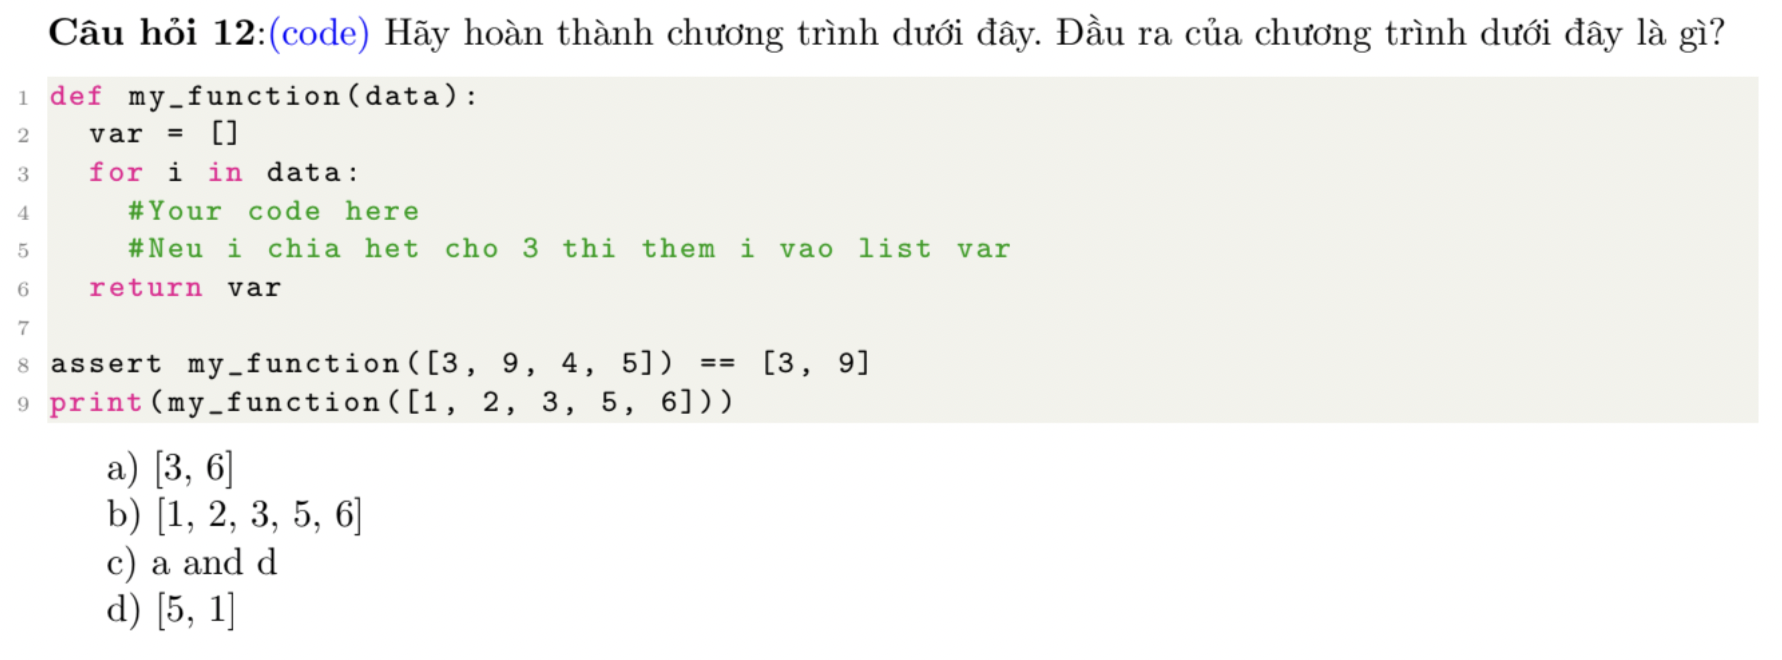 Câu hỏi 12:(code) Hãy hoàn thành chương trình dưới đây. Đầu ra của chương trình dưới đây là gì?
1 def my_function(data):
2 var = []
3 for i in data:
4 #Your code here
5 #Neu i chia het cho 3 thi them i vao list var
6 return var
7
8 assert my_function([3, 9, 4, 5]) == [3, 9]
9 print(my_function([1, 2, 3, 5, 6]))
a) [3, 6]
b) [1, 2, 3, 5, 6]
c) a and d
d) [5, 1]